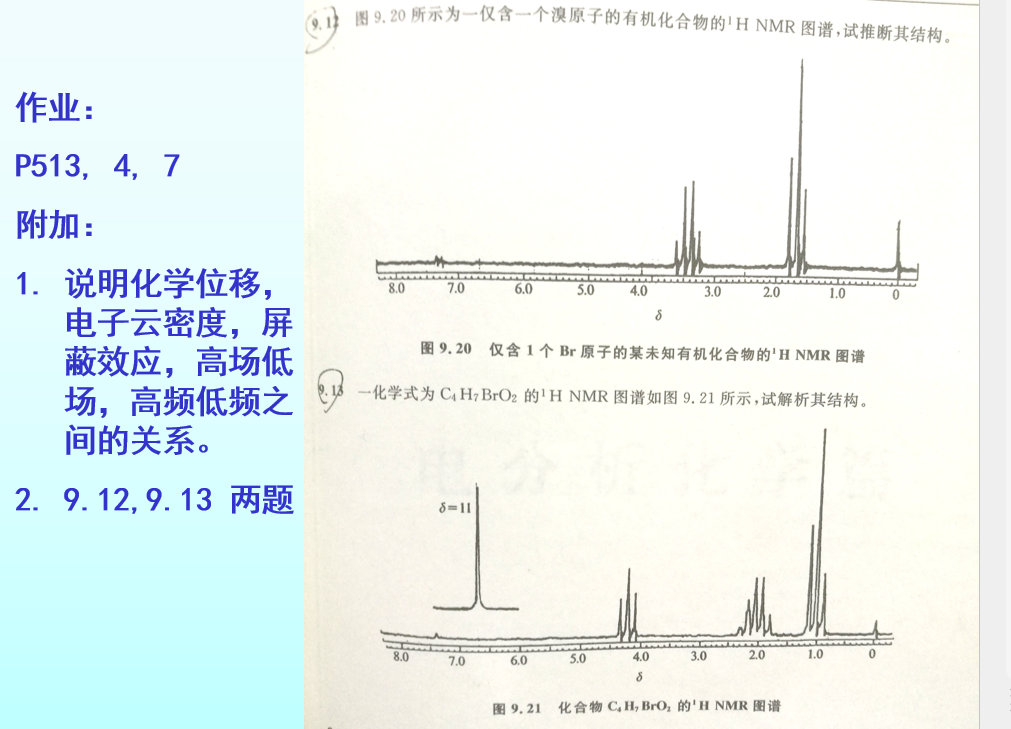 作业：
P513, 4, 7
附加：
1. 说明化学位移，
电子云密度，屏
蔽效应，高场低
场，高频低频之
间的关系。
2. 9.12,9.13 两题
9.12 图 9.20 所示为一仅含一个溴原子的有机化合物的¹H NMR 图谱,试推断其结构。
8.0 7.0 6.0 5.0 4.0 3.0 2.0 1.0 0
δ
图 9.20 仅含 1 个 Br 原子的某未知有机化合物的¹H NMR 图谱
9.13 一化学式为 C₄H₇BrO₂ 的¹H NMR 图谱如图 9.21 所示,试解析其结构。
δ=11
8.0 7.0 6.0 5.0 4.0 3.0 2.0 1.0 0
δ
图 9.21 化合物 C₄H₇BrO₂ 的¹H NMR 图谱